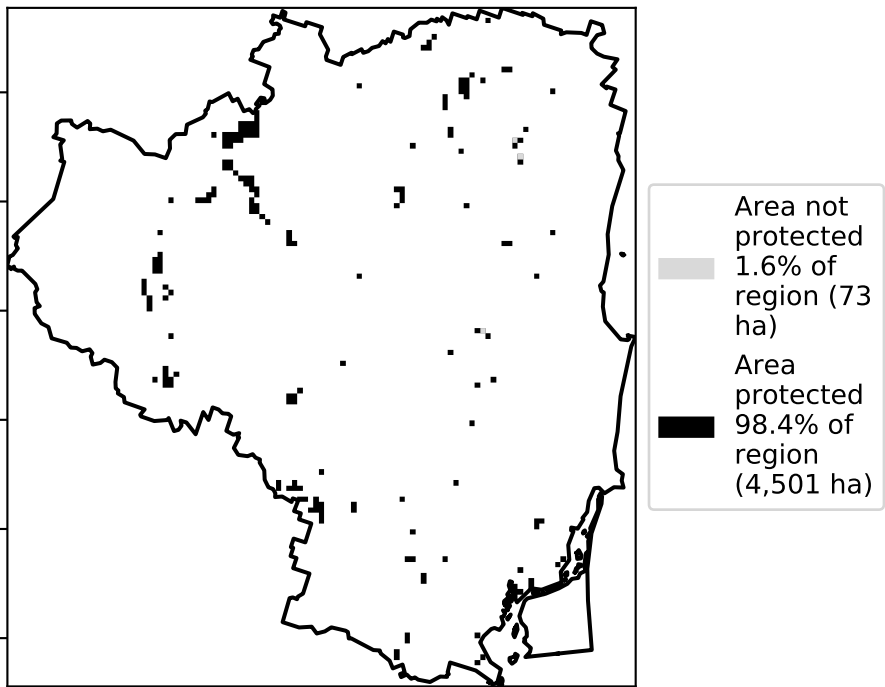 Area not
protected
1.6% of
region (73
ha)
Area
protected
98.4% of
region
(4,501 ha)